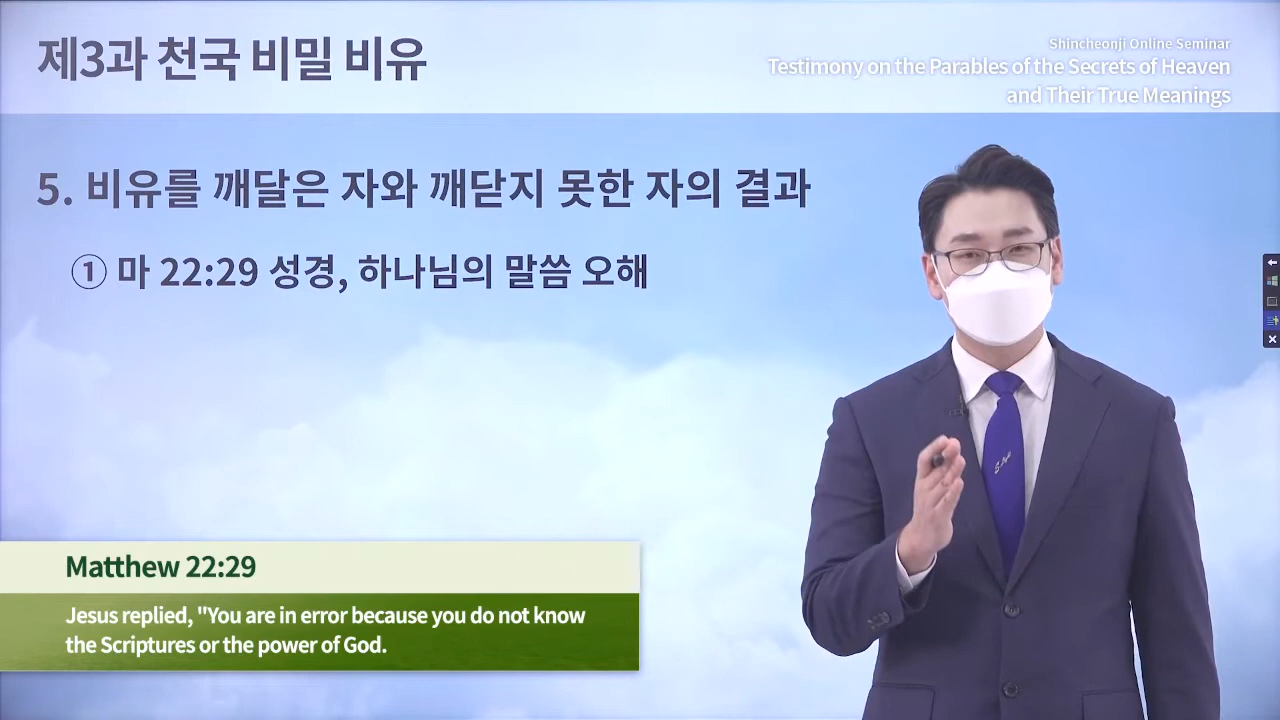 제3과 천국 비밀 비유
Shincheonji Online Seminar
Testimony on the Parables of the Secrets of Heaven
and Their True Meanings
5. 비유를 깨달은 자와 깨닫지 못한 자의 결과
① 마 22:29 성경, 하나님의 말씀 오해
Matthew 22:29
Jesus replied, "You are in error because you do not know
the Scriptures or the power of God.